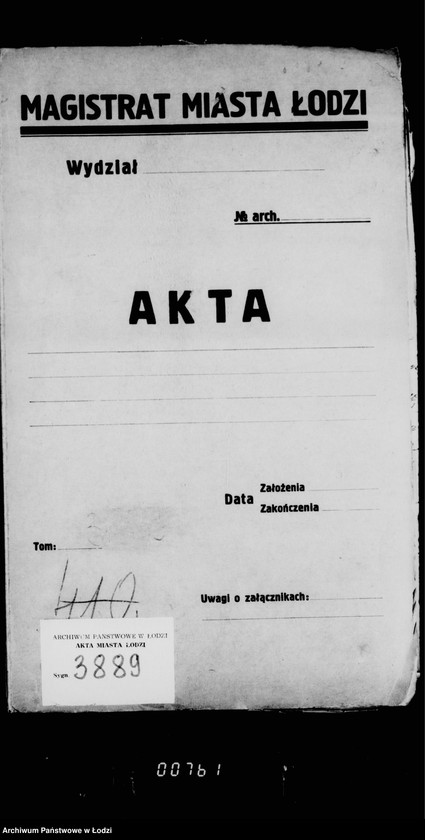 MAGISTRAT MIASTA ŁODZI
Wydział
№ arch.
AKTA
Data
Założenia
Zakończenia
Tom:
410.
Uwagi o załącznikach:
ARCHIWUM PAŃSTWOWE W ŁODZI
AKTA MIASTA ŁODZI
Sygn. 3889
00761
Archiwum Państwowe w Łodzi